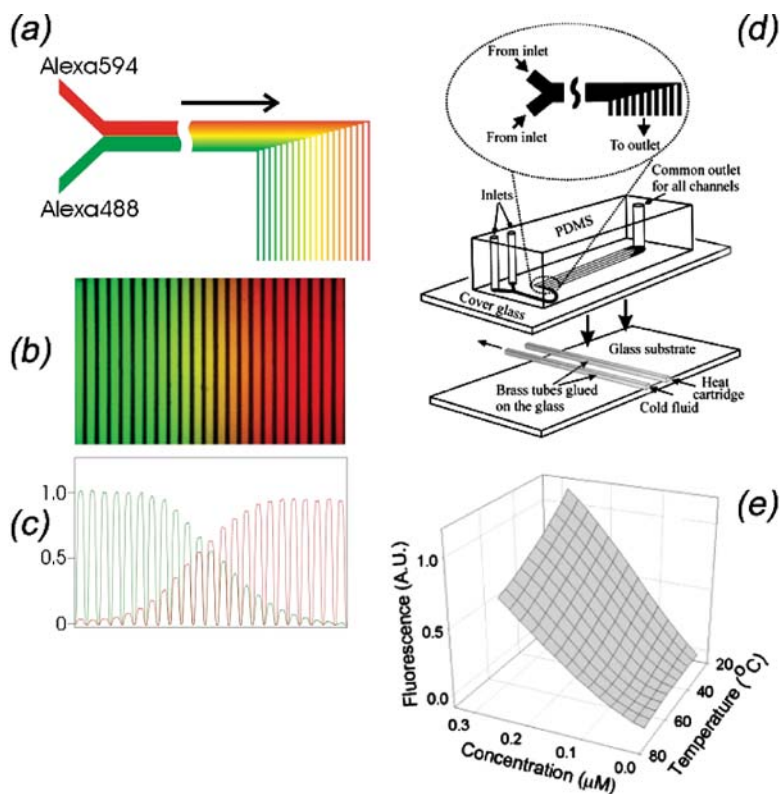 (a)
Alexa594
Alexa488
(b)
(c)
1.0
0.5
0
(d)
From inlet
From inlet
To outlet
Common outlet
for all channels
Inlets
PDMS
Cover glass
Glass substrate
Brass tubes glued
on the glass
Heat
cartridge
Cold fluid
(e)
Fluorescence (A.U.)
1.0
0.5
0.0
0.3
0.2
0.1
0.0
Concentration (μM)
20
40
60
80
Temperature (°C)